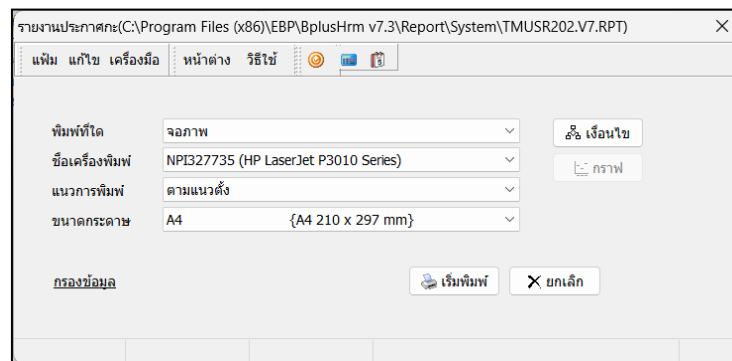 รายงานประกาศกะ(C:\Program Files (x86)\EBP\BplusHrm v7.3\Report\System\TMUSR202.V7.RPT)
แฟ้ม แก้ไข เครื่องมือ หน้าต่าง วิธีใช้
พิมพ์ที่ใด จอภาพ เงื่อนไข
ชื่อเครื่องพิมพ์ NPI327735 (HP LaserJet P3010 Series) กราฟ
แนวการพิมพ์ ตามแนวตั้ง
ขนาดกระดาษ A4 {A4 210 x 297 mm}
กรองข้อมูล เริ่มพิมพ์ ยกเลิก